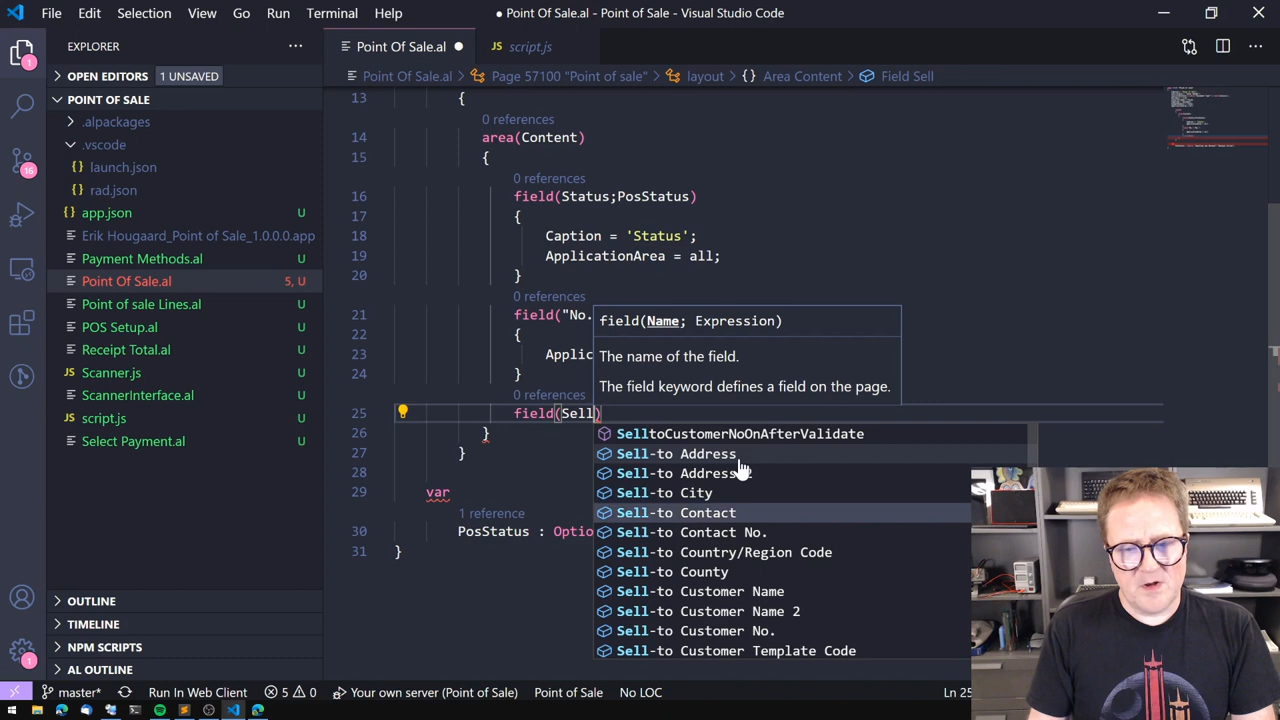 File Edit Selection View Go Run Terminal Help
● Point Of Sale.al - Point of Sale - Visual Studio Code
EXPLORER
Point Of Sale.al
JS script.js
OPEN EDITORS 1 UNSAVED
Point Of Sale.al > Page 57100 "Point of sale" > layout > Area Content > Field Sell
POINT OF SALE
.alpackages
.vscode
launch.json
rad.json
app.json U
Erik Hougaard_Point of Sale_1.0.0.0.app
Payment Methods.al U
Point Of Sale.al 5, U
Point of sale Lines.al U
POS Setup.al U
Receipt Total.al U
JS Scanner.js U
ScannerInterface.al U
JS script.js U
Select Payment.al U
OUTLINE
TIMELINE
NPM SCRIPTS
AL OUTLINE
13 {
0 references
14 area(Content)
15 {
0 references
16 field(Status;PosStatus)
17 {
18 Caption = 'Status';
19 ApplicationArea = all;
20 }
0 references
21 field("No.
22 {
23 Applic
24 }
0 references
25 field(Sell)
26 }
27 }
28
29 var
1 reference
30 PosStatus : Optio
31 }
field(Name; Expression)
The name of the field.
The field keyword defines a field on the page.
SelltoCustomerNoOnAfterValidate
Sell-to Address
Sell-to Address
Sell-to City
Sell-to Contact
Sell-to Contact No.
Sell-to Country/Region Code
Sell-to County
Sell-to Customer Name
Sell-to Customer Name 2
Sell-to Customer No.
Sell-to Customer Template Code
1
16
1
master* Run In Web Client 5 0 Your own server (Point of Sale) Point of Sale No LOC Ln 25